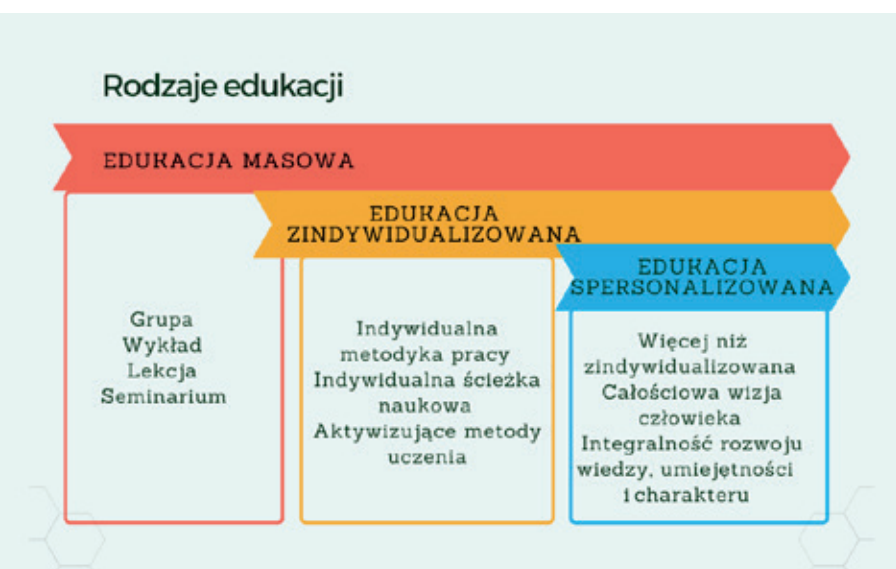 Rodzaje edukacji
EDUKACJA MASOWA
Grupa
Wykład
Lekcja
Seminarium
EDUKACJA
ZINDYWIDUALIZOWANA
Indywidualna
metodyka pracy
Indywidualna ścieżka
naukowa
Aktywizujące metody
uczenia
EDUKACJA
SPERSONALIZOWANA
Więcej niż
zindywidualizowana
Całościowa wizja
człowieka
Integralność rozwoju
wiedzy, umiejętności
i charakteru